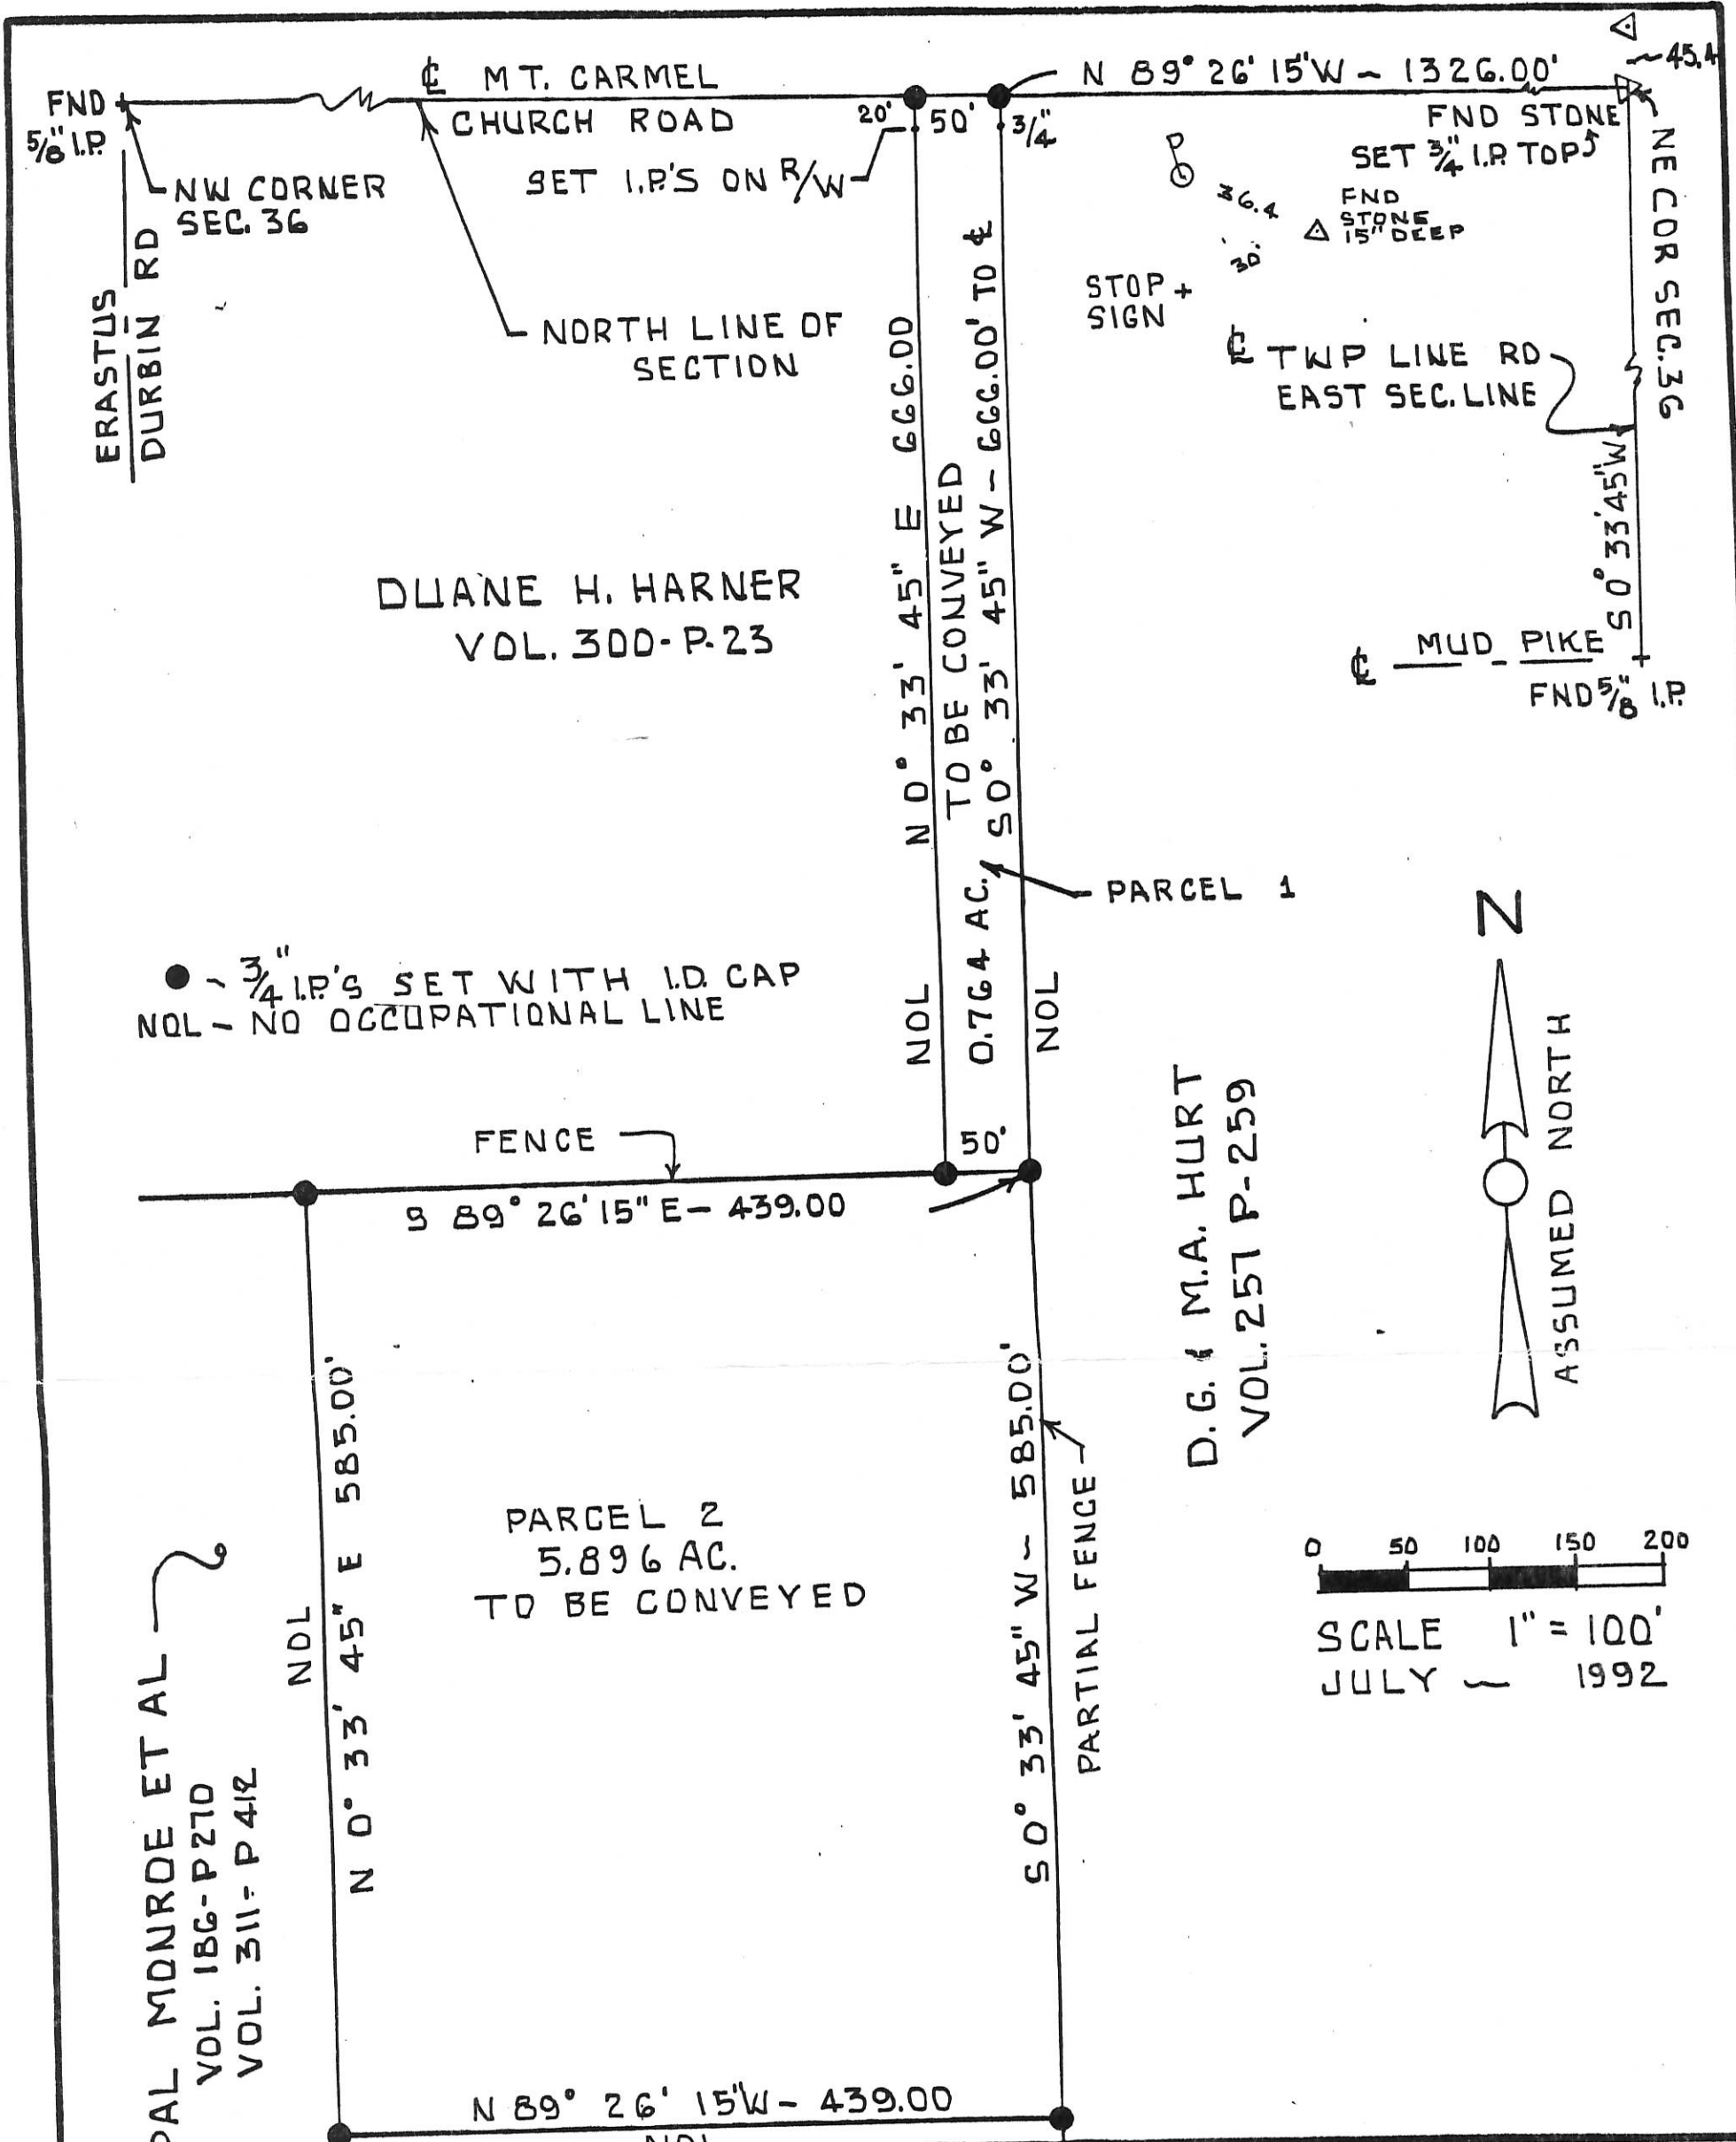 ℄ MT. CARMEL
CHURCH ROAD
N 89° 26' 15"W ~ 1326.00'
~45.4
FND
5/8" I.P.
NW CORNER
SEC. 36
20'
50'
3/4"
SET I.P.'S ON R/W
FND STONE
SET 3/4" I.P. TOP
NE COR SEC. 36
36.4
FND
STONE
15" DEEP
30'
STOP
SIGN
ERASTUS
DURBIN RD
NORTH LINE OF
SECTION
℄ TWP LINE RD
EAST SEC. LINE
S 0° 33' 45"W
N 0° 33' 45" E 666.00
TO BE CONVEYED
S 0° 33' 45" W ~ 666.00' TO ℄
DUANE H. HARNER
VOL. 300 - P. 23
℄ MUD PIKE
FND 5/8" I.P.
0.764 AC.
PARCEL 1
N
● ~ 3/4" I.P.'S SET WITH I.D. CAP
NOL ~ NO OCCUPATIONAL LINE
NOL
NOL
ASSUMED NORTH
FENCE
50'
S 89° 26' 15" E ~ 439.00
D.G. & M.A. HURT
VOL. 257 P-259
N 0° 33' 45" E 585.00'
NOL
PARCEL 2
5.896 AC.
TO BE CONVEYED
S 0° 33' 45" W ~ 585.00'
PARTIAL FENCE
0 50 100 150 200
SCALE 1" = 100'
JULY ~ 1992
MONROE ET AL
VOL. 186 - P 270
VOL. 311 - P 412
N 89° 26' 15"W ~ 439.00